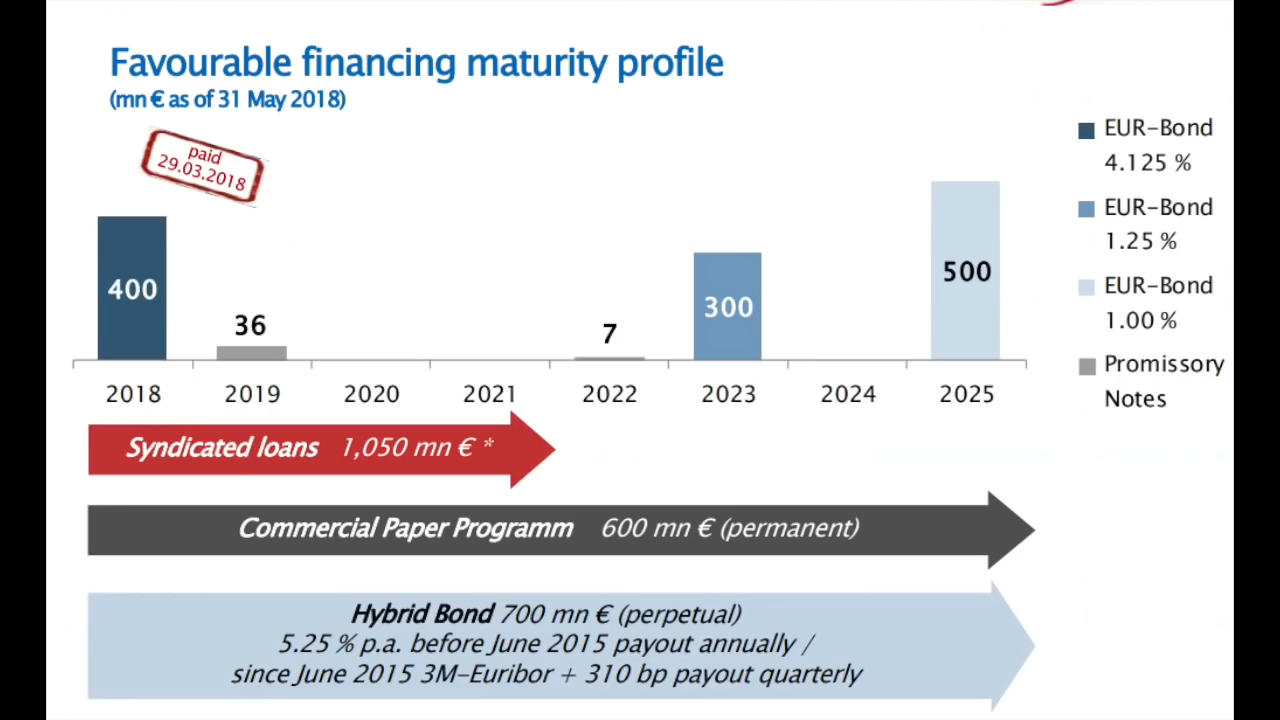 Favourable financing maturity profile
(mn € as of 31 May 2018)
paid
29.03.2018
400
36
7
300
500
2018 2019 2020 2021 2022 2023 2024 2025
EUR-Bond
4.125 %
EUR-Bond
1.25 %
EUR-Bond
1.00 %
Promissory
Notes
Syndicated loans 1,050 mn € *
Commercial Paper Programm 600 mn € (permanent)
Hybrid Bond 700 mn € (perpetual)
5.25 % p.a. before June 2015 payout annually /
since June 2015 3M-Euribor + 310 bp payout quarterly